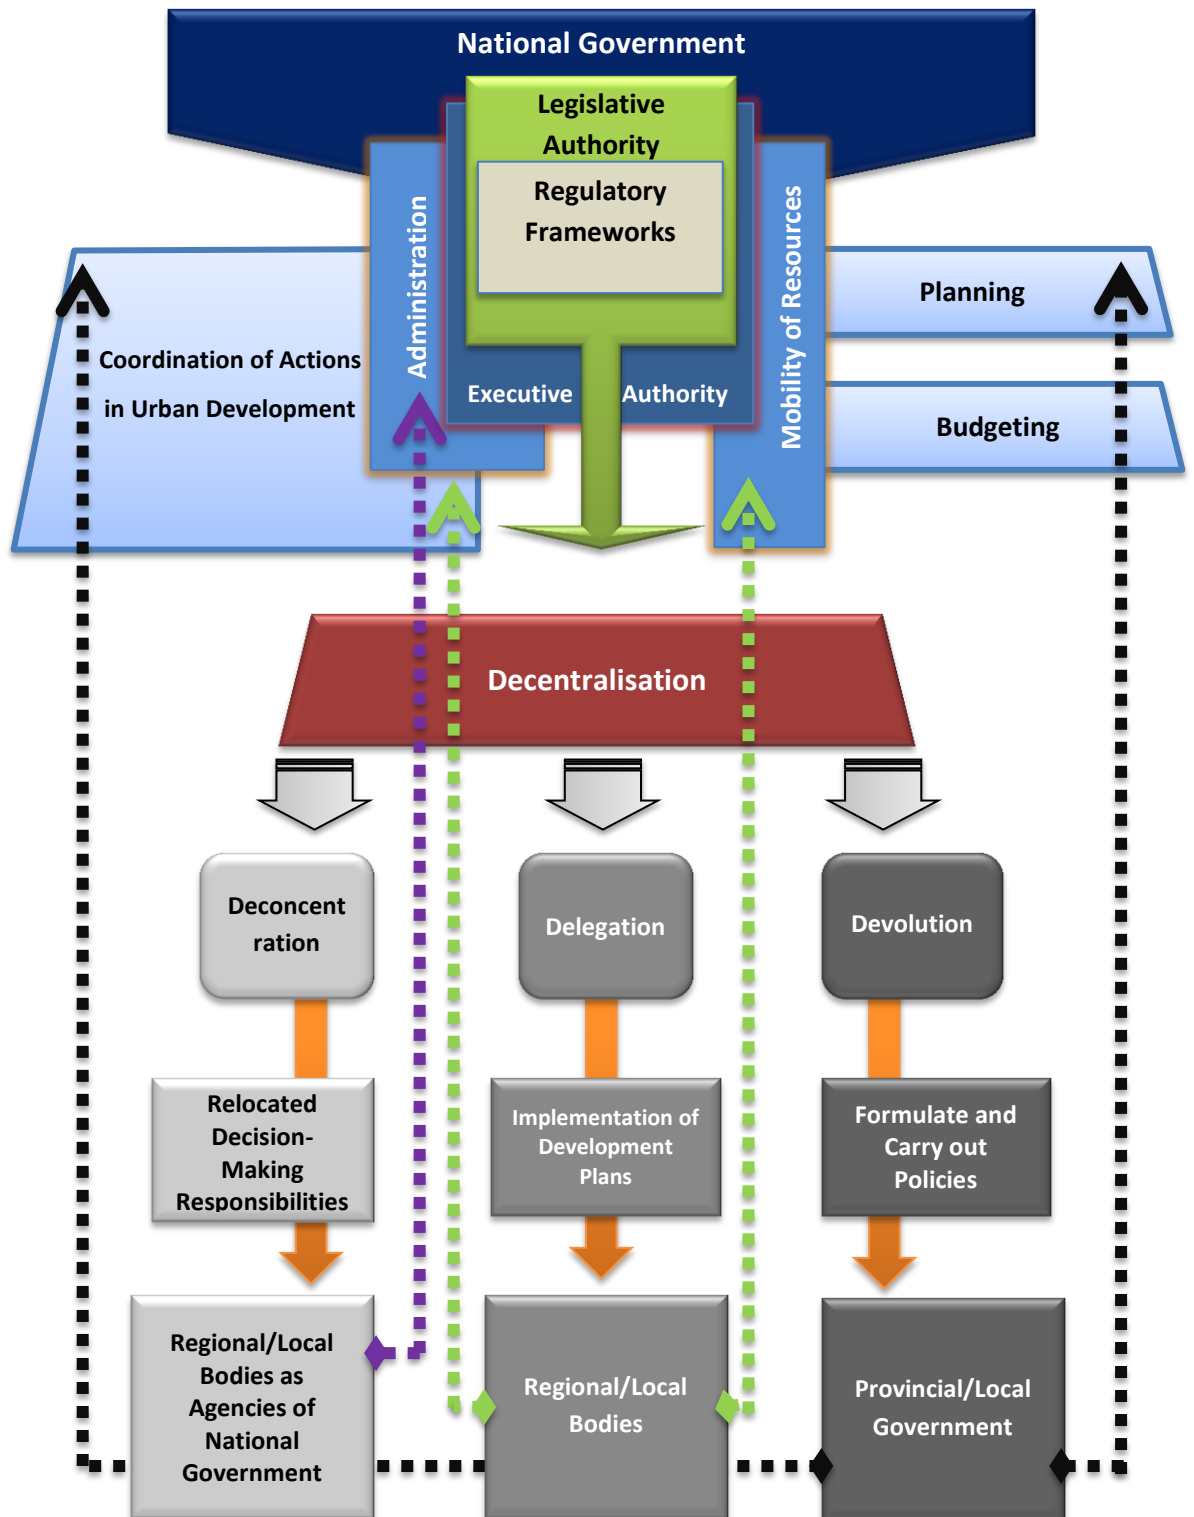 National Government
Legislative
Authority
Regulatory
Frameworks
Administration
Mobility of Resources
Executive Authority
Coordination of Actions
in Urban Development
Planning
Budgeting
Decentralisation
Deconcent
ration
Delegation
Devolution
Relocated
Decision-
Making
Responsibilities
Implementation of
Development
Plans
Formulate and
Carry out
Policies
Regional/Local
Bodies as
Agencies of
National
Government
Regional/Local
Bodies
Provincial/Local
Government